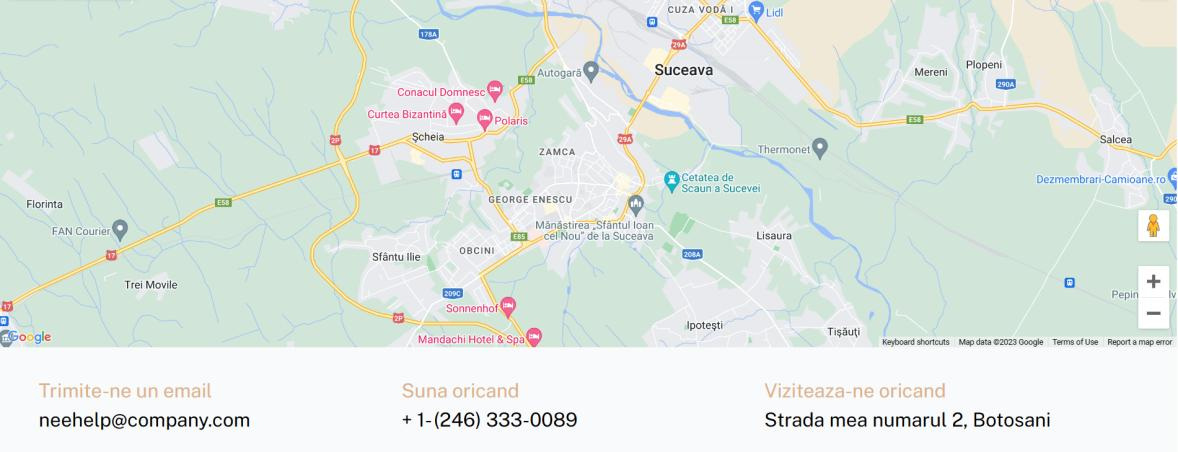 CUZA VODĂ I
E58
Lidl
178A
29A
Suceava
Autogară
Mereni
Plopeni
290A
E58
Conacul Domnesc
Curtea Bizantină
Polaris
E58
Șcheia
2P
17
29A
Salcea
ZAMCA
Thermonet
Cetatea de
Scaun a Sucevei
Dezmembrari-Camioane.ro
290
Florinta
E58
GEORGE ENESCU
FAN Courier
Mănăstirea „Sfântul Ioan
cel Nou” de la Suceava
E85
Lisaura
17
OBCINI
Sfântu Ilie
208A
Trei Movile
209C
17
Sonnenhof
2P
Ipotești
Tișăuți
Mandachi Hotel & Spa
Google
Keyboard shortcuts
Map data ©2023 Google
Terms of Use
Report a map error
Trimite-ne un email
neehelp@company.com
Suna oricand
+ 1- (246) 333-0089
Viziteaza-ne oricand
Strada mea numarul 2, Botosani